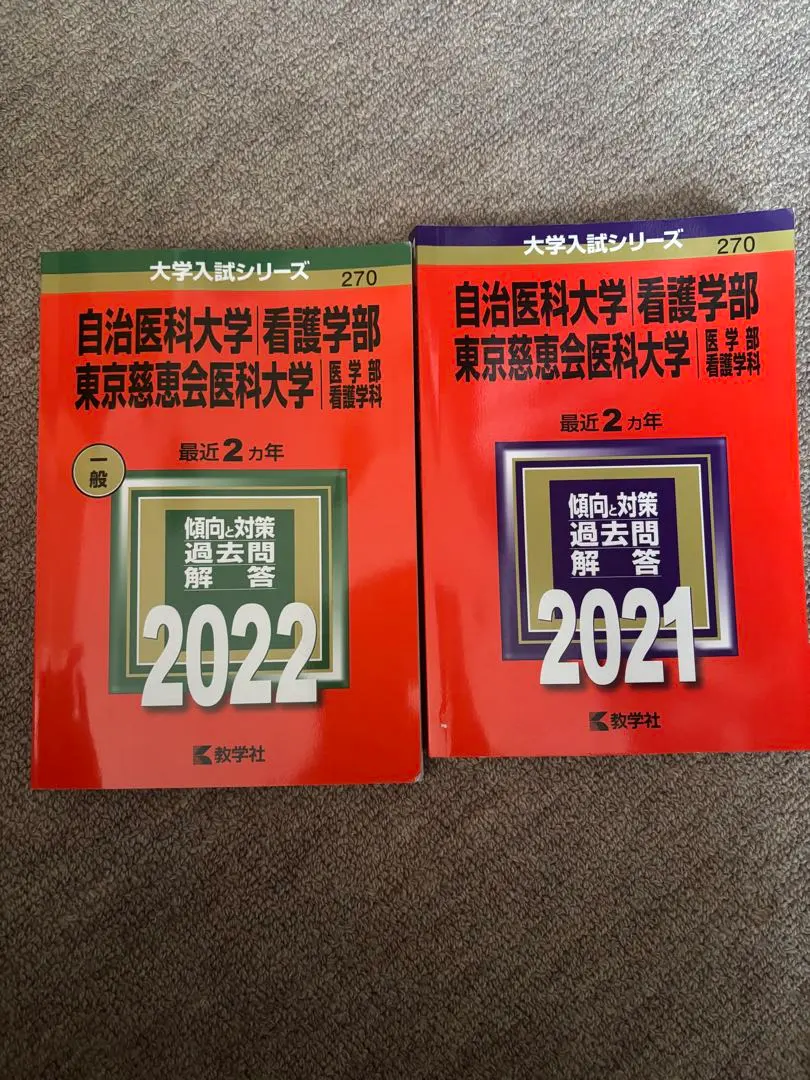 大学入試シリーズ
270
自治医科大学 看護学部
東京慈恵会医科大学 医学部
看護学科
一般
最近2カ年
傾向と対策
過去問
解答
2022
教学社
大学入試シリーズ
270
自治医科大学 看護学部
東京慈恵会医科大学 医学部
看護学科
最近2カ年
傾向と対策
過去問
解答
2021
教学社